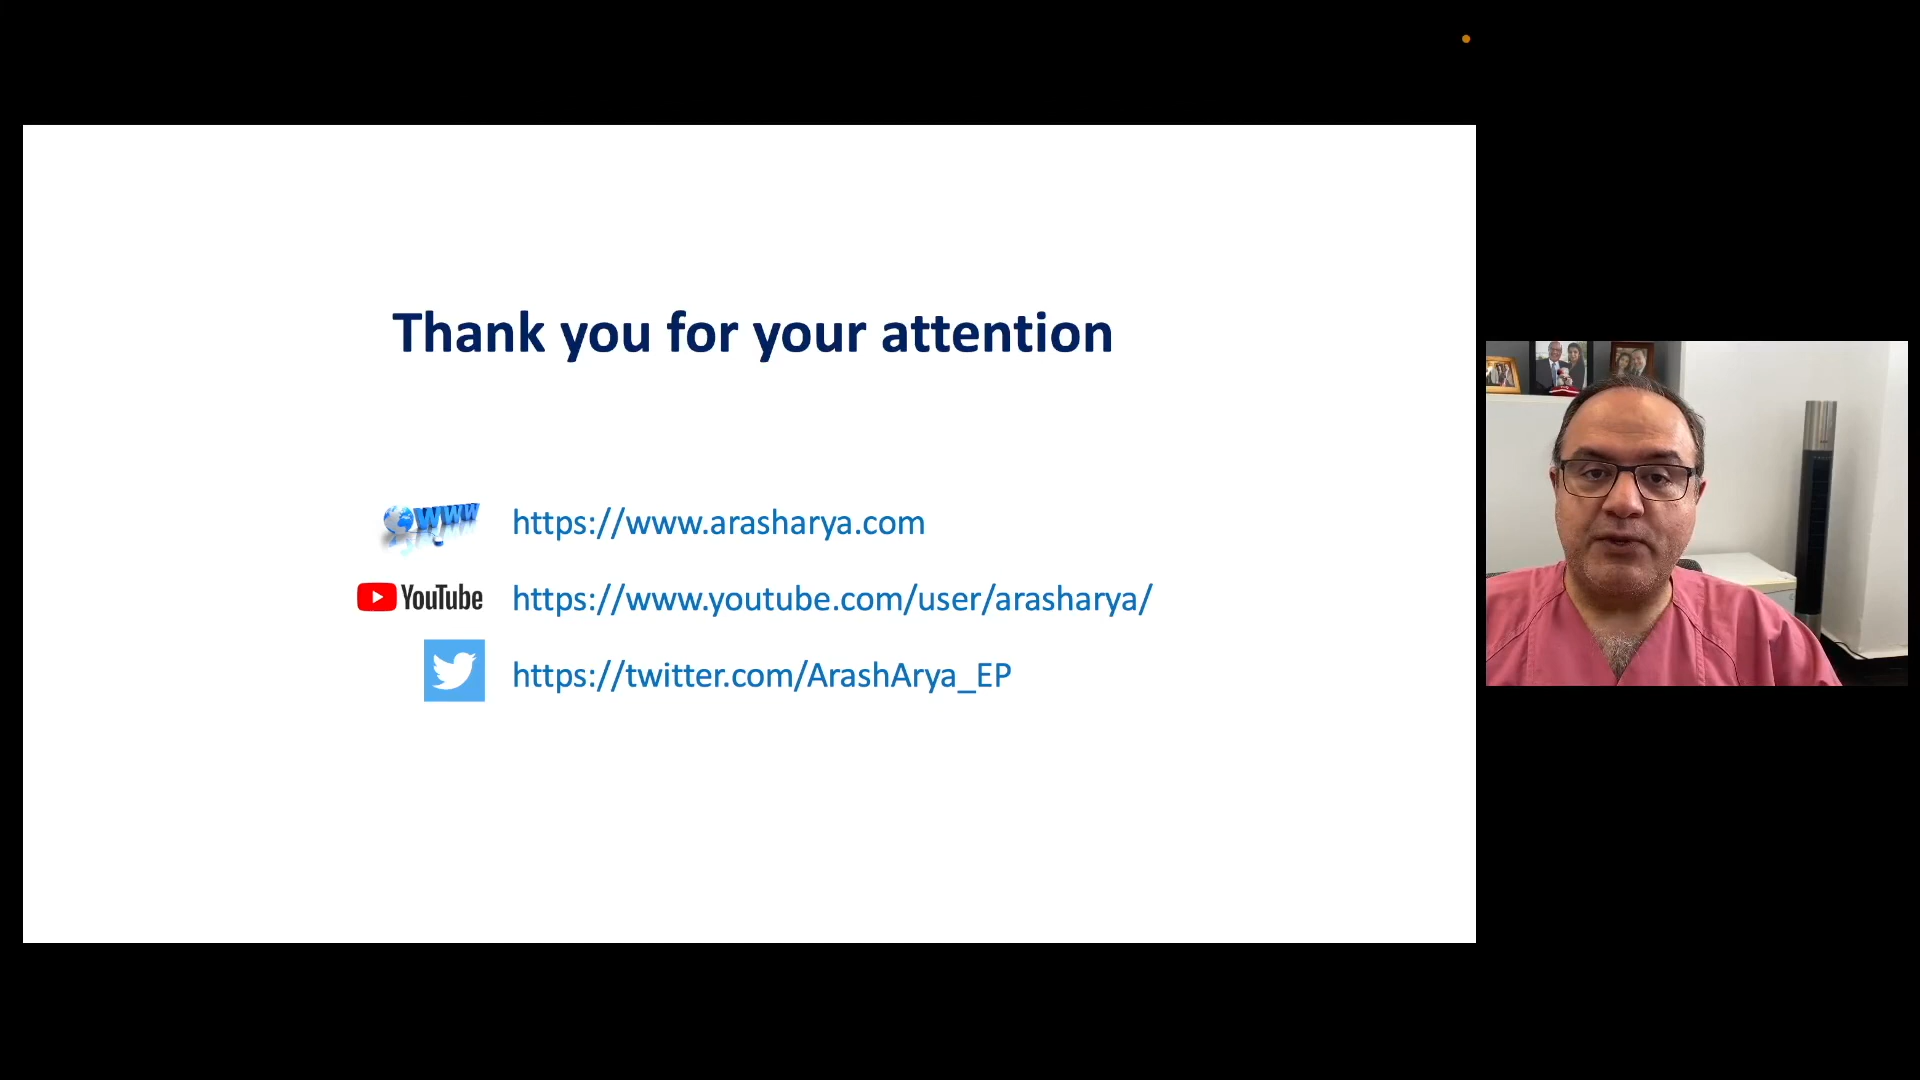 Thank you for your attention
www https://www.arasharya.com
YouTube https://www.youtube.com/user/arasharya/
https://twitter.com/ArashArya_EP